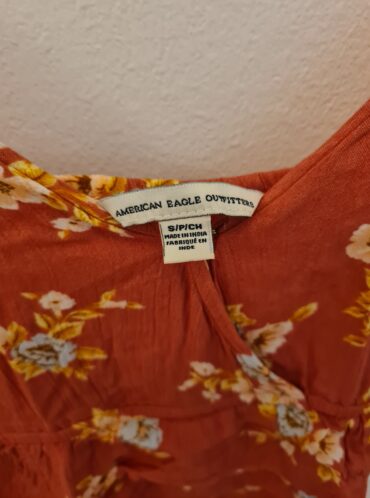 AMERICAN EAGLE OUTFITTERS
S/P/CH
MADE IN INDIA
FABRIQUÉ EN
INDE